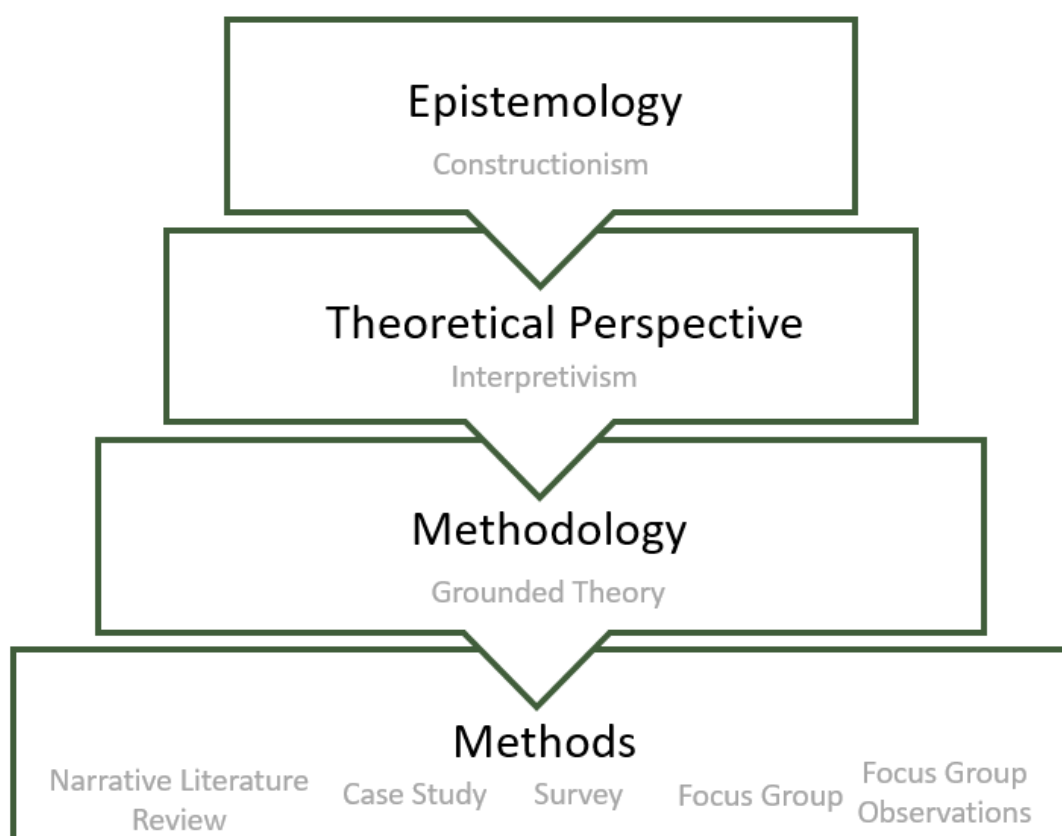 Epistemology
Constructionism
Theoretical Perspective
Interpretivism
Methodology
Grounded Theory
Methods
Narrative Literature
Review
Case Study
Survey
Focus Group
Focus Group
Observations